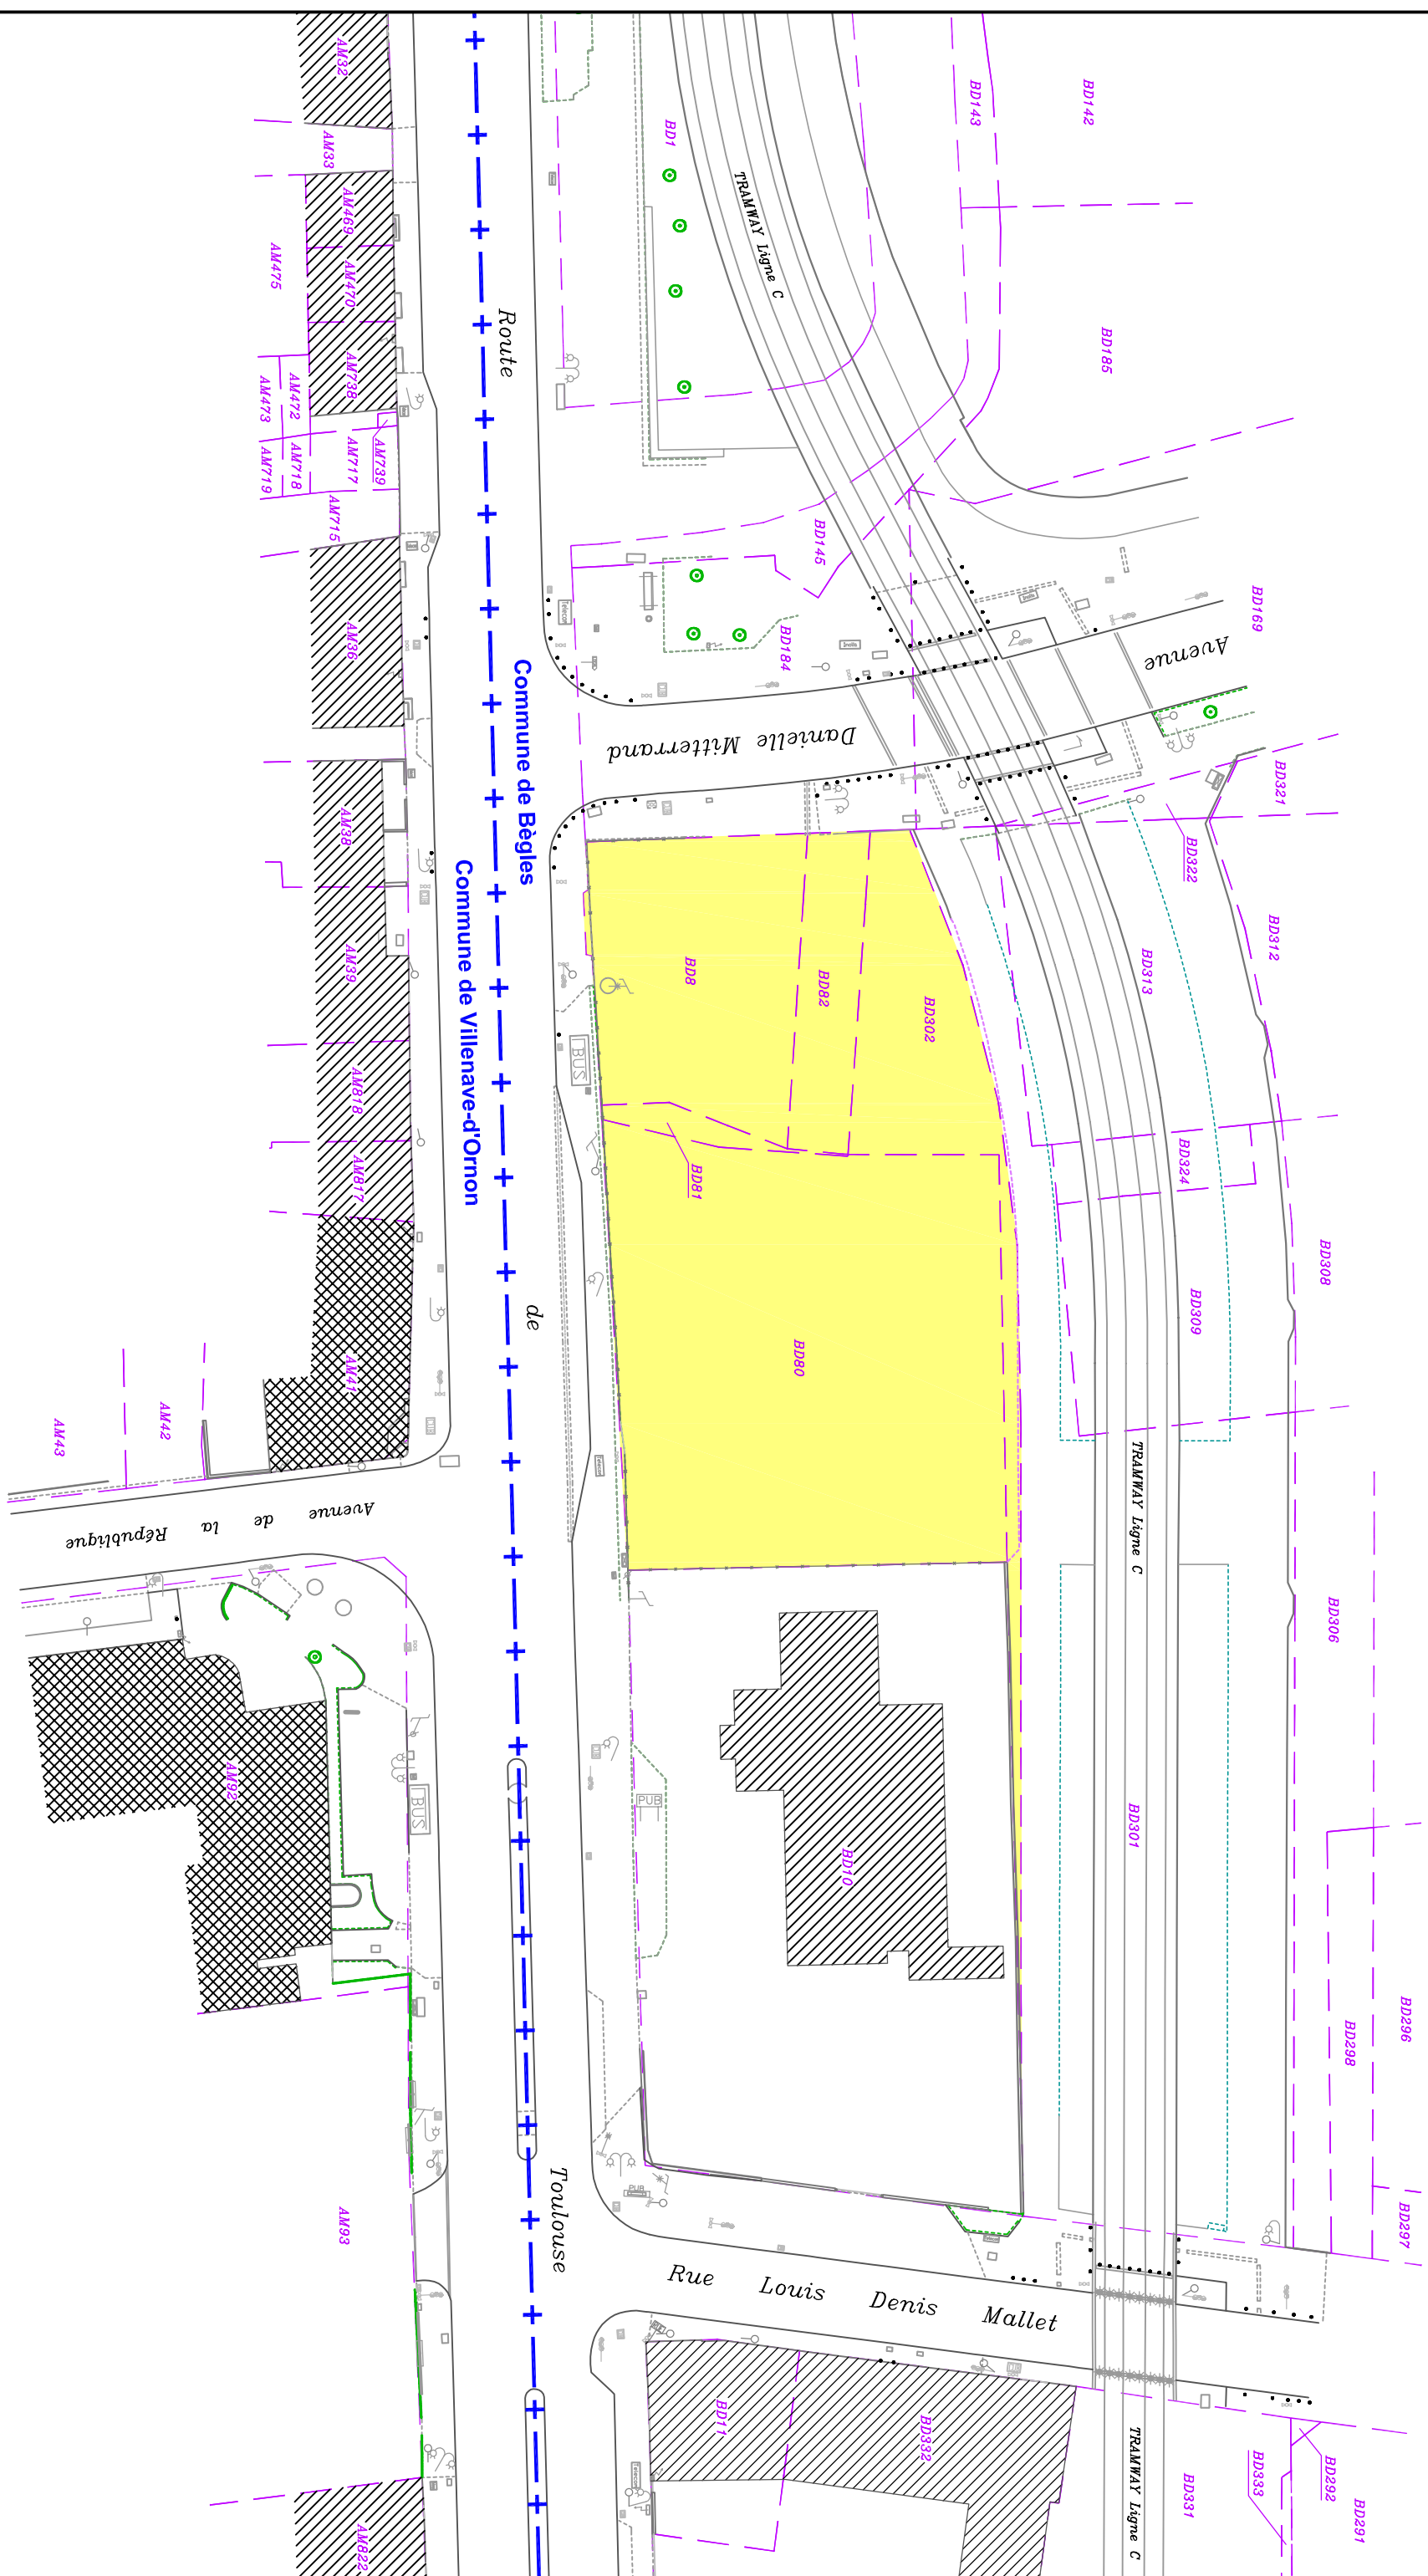 AM32
BD1
BD143
BD142
AM33
TRAMWAY Ligne C
AM469
AM475
AM470
AM738
Route
BD185
AM473
AM472
AM719
AM718
AM717
AM739
AM715
BD145
BD184
BD169
Telecom
AM36
Avenue
Danielle Mitterrand
Commune de Bègles
Commune de Villenave-d'Ornon
BD321
BD322
BD312
AM38
AM39
BD8
BD82
BD302
BD313
BUS
AM818
AM817
BD81
BD324
BD308
BD309
de
BD80
AM41
AM42
AM43
Avenue de la République
TRAMWAY Ligne C
BD306
AM92
BUS
PUB
BD10
BD301
BD296
BD298
BD297
AM93
Toulouse
PUB
Rue Louis Denis Mallet
BD11
BD332
TRAMWAY Ligne C
BD331
BD333
BD292
BD291
AM822